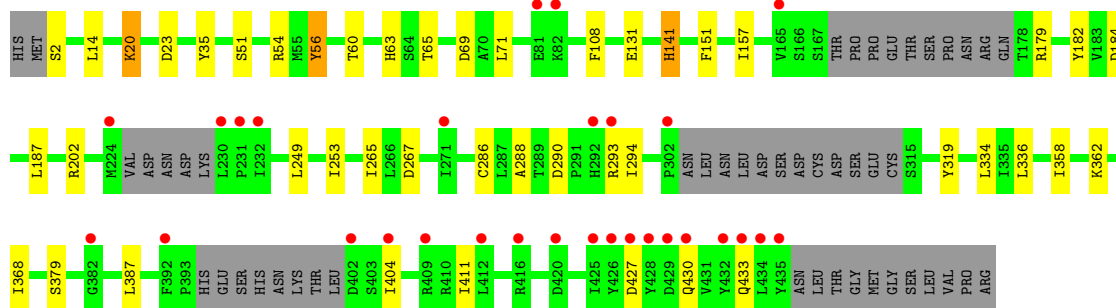 HIS MET S2 L14 K20 D23 Y35 S51 R54 M55 Y56 T60 H63 S64 T65 D69 A70 L71 E81 K82 F108 E131 H141 F151 I157 V165 S166 S167 THR PRO PRO GLU THR SER PRO ASN ARG GLN T178 R179 Y182 V183 D184
L187 R202 M224 VAL ASP ASN ASP LYS L230 P231 I232 L249 I253 I265 L266 D267 I271 C286 L287 A288 T289 D290 P291 H292 R293 I294 P302 ASN LEU ASN LEU ASP SER ASP CYS ASP SER GLU CYS S315 Y319 L334 I335 L336 I358 K362
I368 S379 G382 L387 F392 P393 HIS GLU SER HIS ASN LYS THR LEU D402 S403 I404 R409 R410 I411 L412 R416 D420 I425 Y426 D427 Y428 D429 Q430 V431 Y432 Q433 L434 Y435 ASN LEU THR GLY MET GLY SER LEU VAL PRO ARG